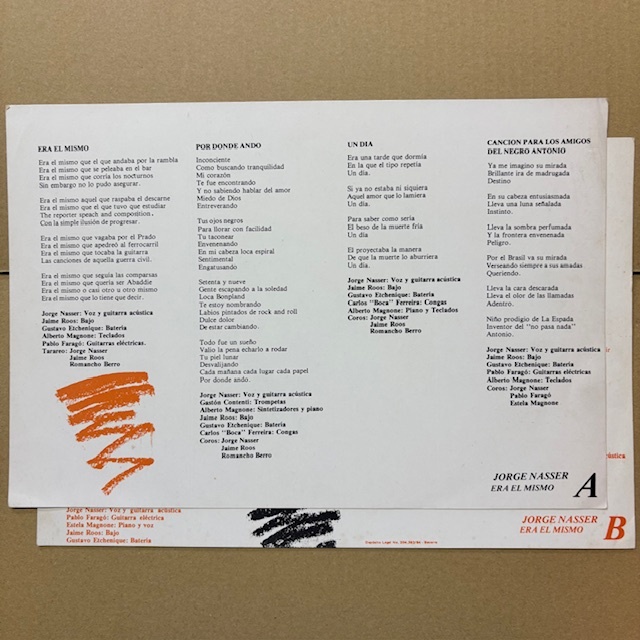 ERA EL MISMO
Era el mismo que el que andaba por la rambla
Era el mismo que se peleaba en el bar
Era el mismo que corría los nocturnos
Sin embargo no lo pudo asegurar.
Era el mismo aquel que raspaba el descarne
Era el mismo que el que tuvo que estudiar
The reporter speach and composition,
Con la simple ilusión de progresar.
Era el mismo que vagaba por el Prado
Era el mismo que apedreó al ferrocarril
Era el mismo que tocaba la guitarra
Las canciones de aquella guerra civil.
Era el mismo que seguía las comparsas
Era el mismo que quería ser Abaddie
Era el mismo o casi otro u otro mismo
Era el mismo que lo tiene que decir.
Jorge Nasser: Voz y guitarra acústica
Jaime Roos: Bajo
Gustavo Etchenique: Batería
Alberto Magnone: Teclados
Pablo Faragó: Guitarras eléctricas.
Tarareo: Jorge Nasser
Jaime Roos
Romancho Berro
POR DONDE ANDO
Inconciente
Como buscando tranquilidad
Mi corazón
Te fue encontrando
Y no sabiendo hablar del amor
Miedo de Dios
Entreverando
Tus ojos negros
Para llorar con facilidad
Tu taconear
Envenenando
En mi cabeza loca espiral
Sentimental
Engatusando
Setenta y nueve
Gente escapando a la soledad
Loca Bonpland
Te estoy nombrando
Labios pintados de rock and roll
Dulce dolor
De estar cambiando.
Todo fue un sueño
Valio la pena echarlo a rodar
Tu piel lunar
Desvalijando
Cada mañana cada lugar cada papel
Por donde ando.
Jorge Nasser: Voz y guitarra acústica
Gastón Contenti: Trompetas
Alberto Magnone: Sintetizadores y piano
Jaime Roos: Bajo
Gustavo Etchenique: Batería
Carlos "Boca" Ferreira: Congas
Coros: Jorge Nasser
Jaime Roos
Romancho Berro
UN DIA
Era una tarde que dormía
En la que el tipo repetía
Un día.
Si ya no estaba ni siquiera
Aquel amor que lo lamiera
Un día.
Para saber como sería
El beso de la muerte fría
Un día
El proyectaba la manera
De que la muerte lo aburriera
Un día.
Jorge Nasser: Voz y guitarra acústica
Jaime Roos: Bajo
Gustavo Etchenique: Batería
Carlos "Boca" Ferreira: Congas
Alberto Magnone: Piano y Teclados
Coros: Jorge Nasser
Jaime Roos
Romancho Berro
CANCION PARA LOS AMIGOS
DEL NEGRO ANTONIO
Ya me imagino su mirada
Brillante ira de madrugada
Destino
En su cabeza entusiasmada
Lleva una luna señalada
Instinto.
Lleva la sombra perfumada
Y la frontera envenenada
Peligro.
Por el Brasil va su mirada
Verseando siempre a sus amadas
Queriendo.
Lleva la cara descarada
Lleva el olor de las llamadas
Adentro.
Niño prodigio de La Espada
Inventor del "no pasa nada"
Antonio.
Jorge Nasser: Voz y guitarra acústica
Jaime Roos: Bajo
Gustavo Etchenique: Batería
Pablo Faragó: Guitarras eléctricas
Alberto Magnone: Teclados
Coros: Jorge Nasser
Pablo Faragó
Estela Magnone
JORGE NASSER
ERA EL MISMO
A
Jorge Nasser: Voz y guitarra acústica
Pablo Faragó: Guitarra eléctrica
Estela Magnone: Piano y voz
Jaime Roos: Bajo
Gustavo Etchenique: Batería
JORGE NASSER
ERA EL MISMO
B